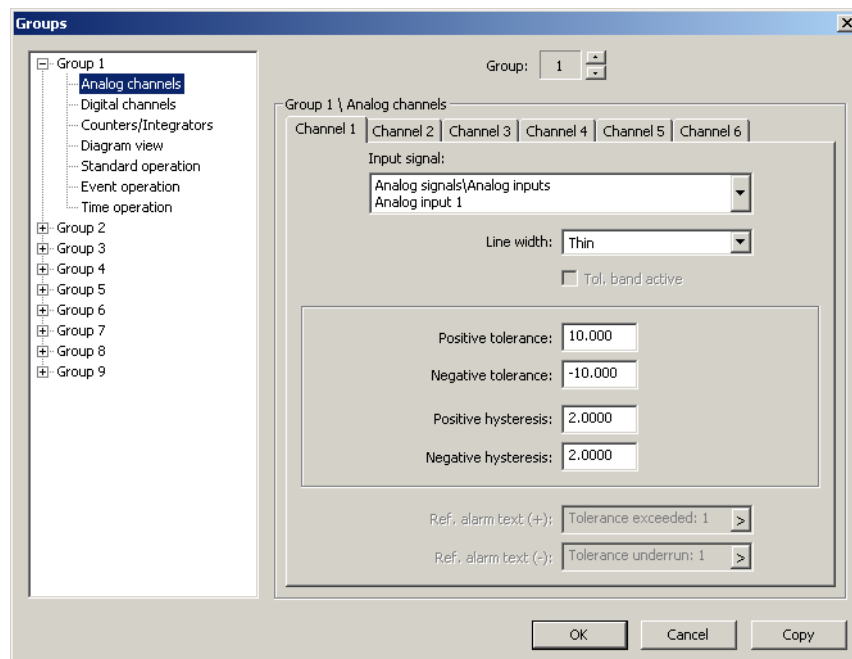 Groups
Group 1
Analog channels
Digital channels
Counters/Integrators
Diagram view
Standard operation
Event operation
Time operation
Group 2
Group 3
Group 4
Group 5
Group 6
Group 7
Group 8
Group 9
Group: 1
Group 1 \ Analog channels
Channel 1 Channel 2 Channel 3 Channel 4 Channel 5 Channel 6
Input signal:
Analog signals\Analog inputs
Analog input 1
Line width: Thin
Tol. band active
Positive tolerance: 10.000
Negative tolerance: -10.000
Positive hysteresis: 2.0000
Negative hysteresis: 2.0000
Ref. alarm text (+): Tolerance exceeded: 1 >
Ref. alarm text (-): Tolerance underrun: 1 >
OK Cancel Copy